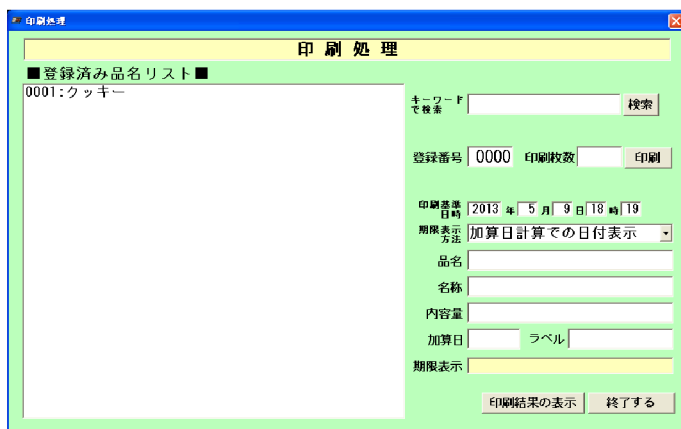 印刷処理
印 刷 処 理
■登録済み品名リスト■
0001:クッキー
キーワード
で検索
検索
登録番号 0000 印刷枚数 印刷
印刷基準
日時 2013 年 5 月 9 日 18 時 19
期限表示
方法 加算日計算での日付表示
品名
名称
内容量
加算日 ラベル
期限表示
印刷結果の表示 終了する